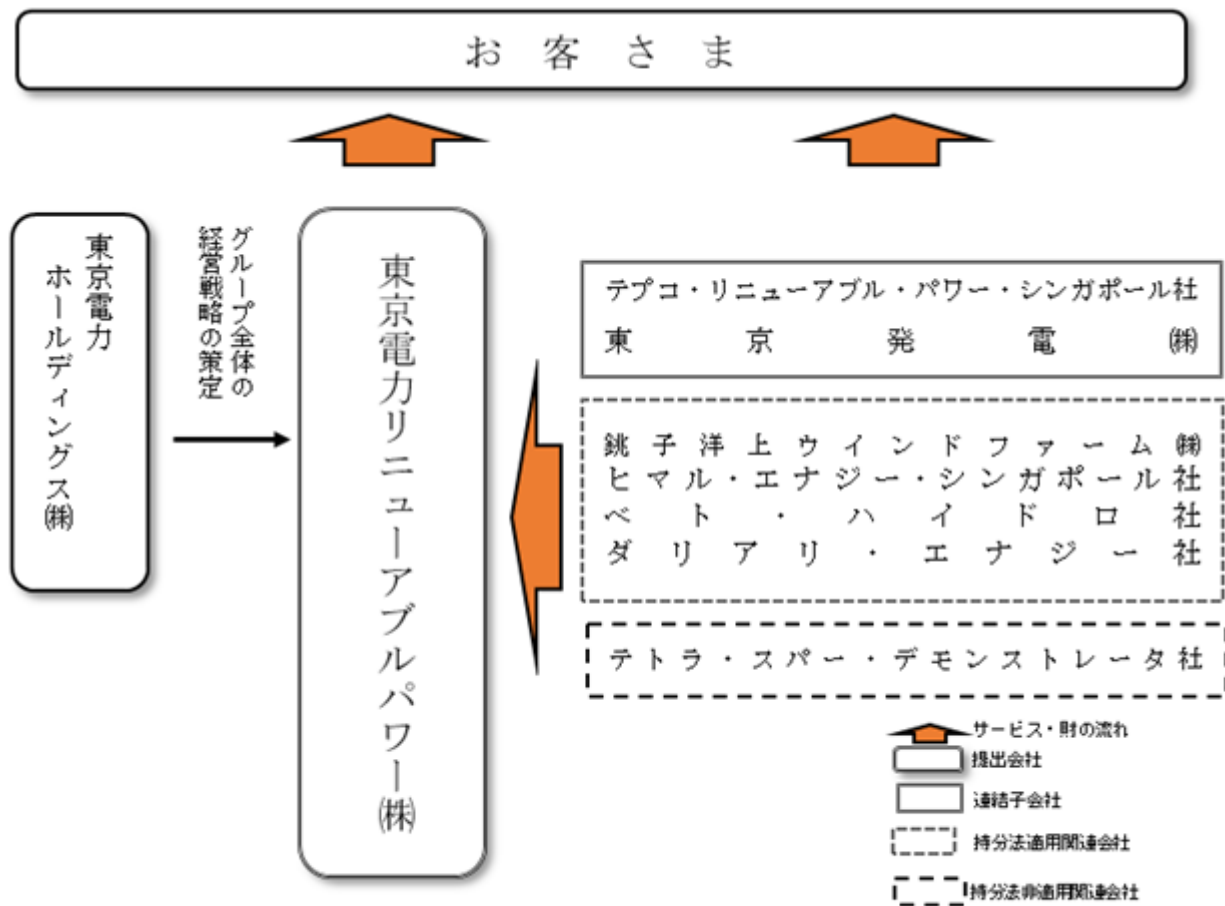 お客さま
東京電力
ホールディングス㈱
グループ全体の
経営戦略の策定
東京電力リニューアブルパワー㈱
テプコ・リニューアブル・パワー・シンガポール社
東京発電㈱
銚子洋上ウインドファーム㈱
ヒマル・エナジー・シンガポール社
ベト・ハイドロ社
ダリアリ・エナジー社
テトラ・スパー・デモンストレータ社
サービス・財の流れ
提出会社
連結子会社
持分法適用関連会社
持分法非適用関連会社